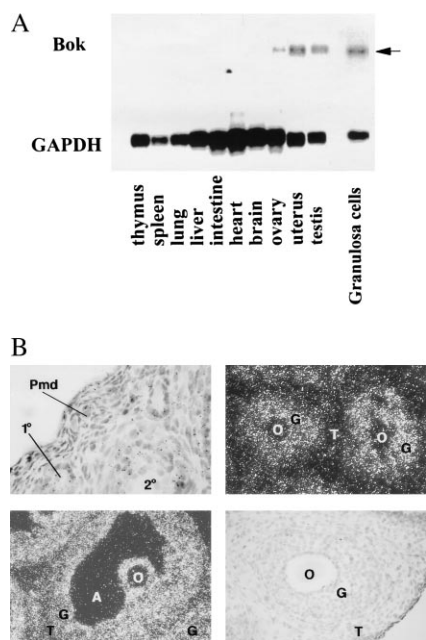 A
Bok
GAPDH
thymus
spleen
lung
liver
intestine
heart
brain
ovary
uterus
testis
Granulosa cells
B
Pmd
1°
2°
G
O
T
O
G
A
O
G
T
G
O
G
T